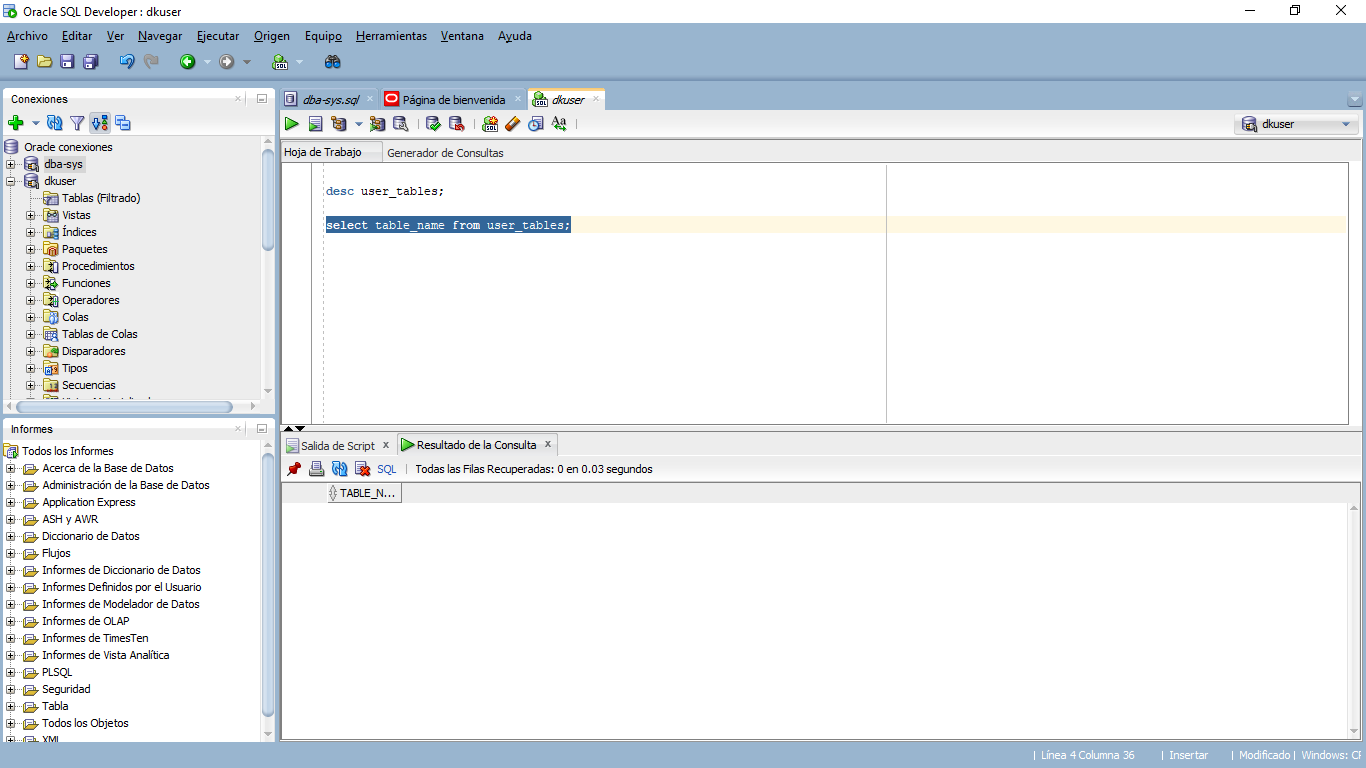 Oracle SQL Developer : dkuser
Archivo Editar Ver Navegar Ejecutar Origen Equipo Herramientas Ventana Ayuda
Conexiones
Oracle conexiones
dba-sys
dkuser
Tablas (Filtrado)
Vistas
Índices
Paquetes
Procedimientos
Funciones
Operadores
Colas
Tablas de Colas
Disparadores
Tipos
Secuencias
Informes
Todos los Informes
Acerca de la Base de Datos
Administración de la Base de Datos
Application Express
ASH y AWR
Diccionario de Datos
Flujos
Informes de Diccionario de Datos
Informes Definidos por el Usuario
Informes de Modelador de Datos
Informes de OLAP
Informes de TimesTen
Informes de Vista Analítica
PLSQL
Seguridad
Tabla
Todos los Objetos
XML
dba-sys.sql Página de bienvenida dkuser
dkuser
Hoja de Trabajo Generador de Consultas
desc user_tables;
select table_name from user_tables;
Salida de Script x Resultado de la Consulta x
SQL | Todas las Filas Recuperadas: 0 en 0.03 segundos
TABLE_N...
| Línea 4 Columna 36 | Insertar | Modificado | Windows: CF